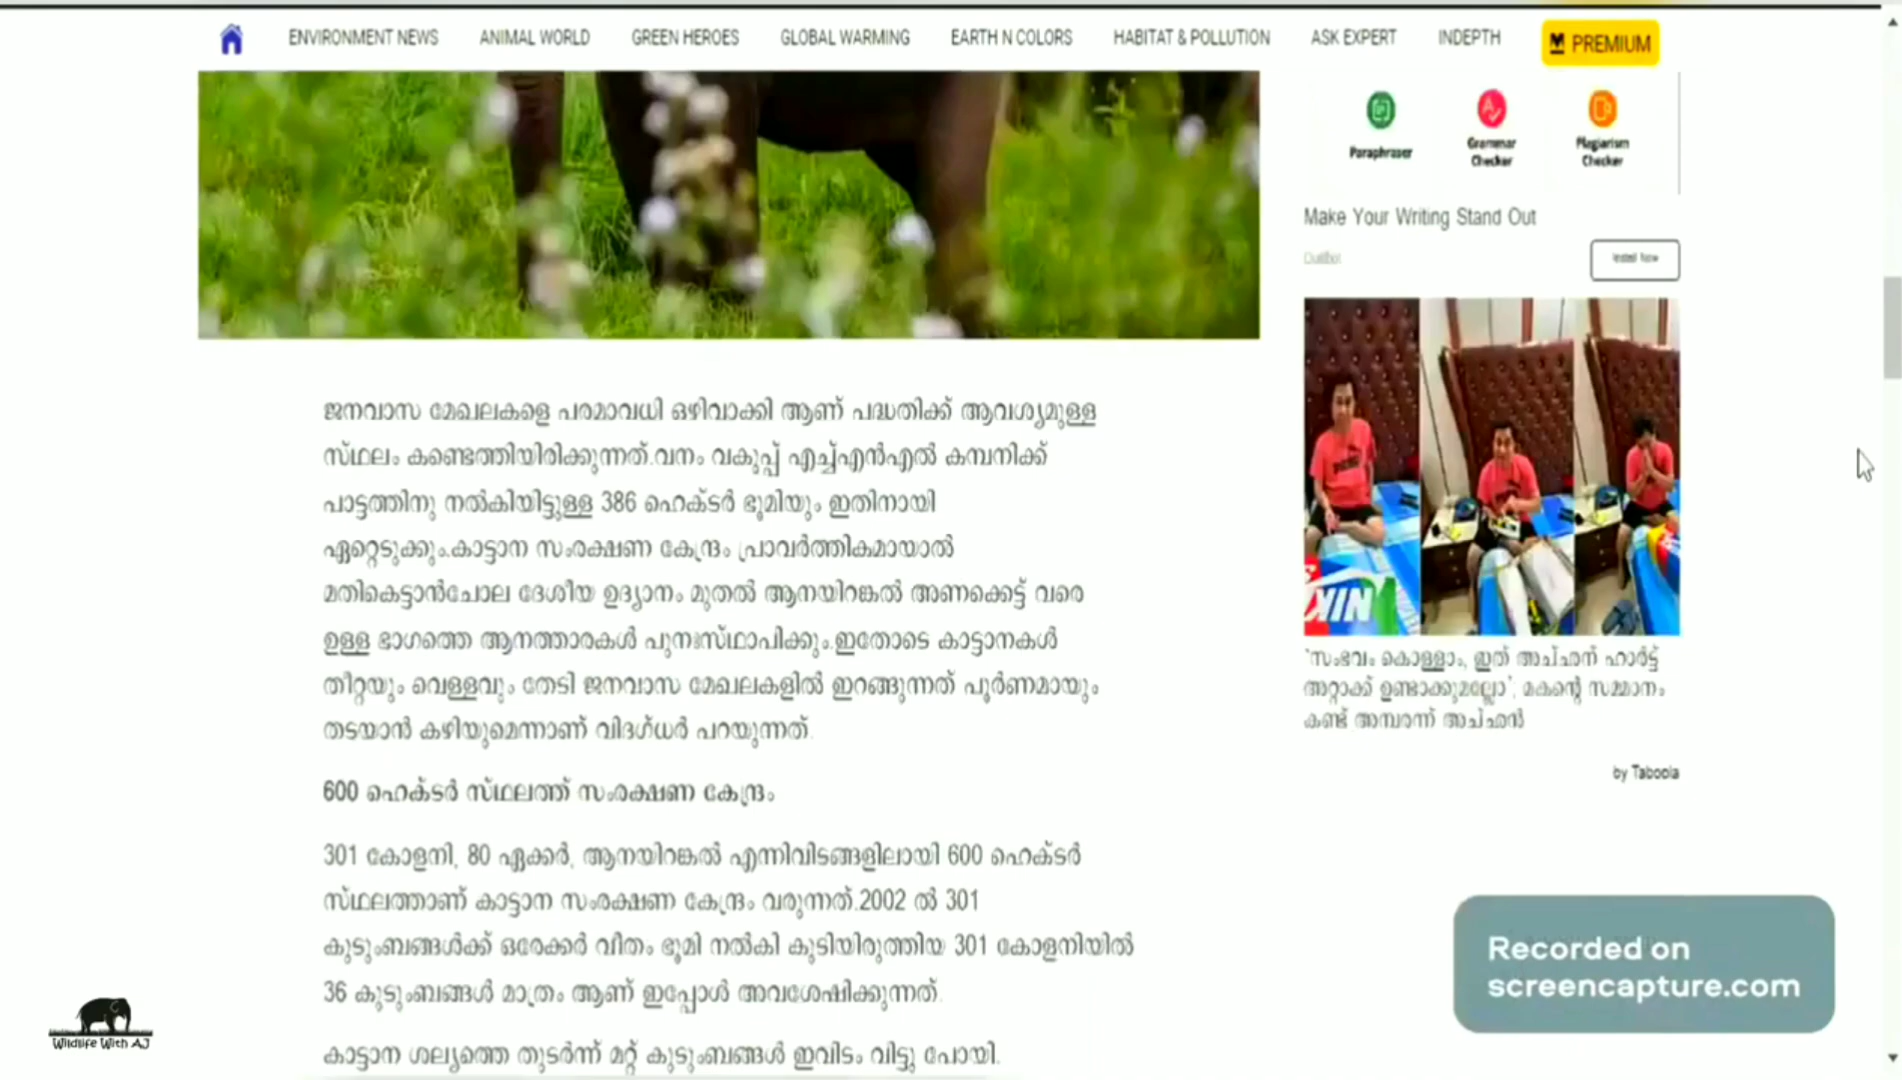 ENVIRONMENT NEWS ANIMAL WORLD GREEN HEROES GLOBAL WARMING EARTH N COLORS HABITAT & POLLUTION ASK EXPERT INDEPTH PREMIUM
Paraphraser Grammar Checker Plagiarism Checker
Make Your Writing Stand Out
ജനവാസ മേഖലകളെ പരമാവധി ഒഴിവാക്കി ആണ് പദ്ധതിക്ക് ആവശ്യമുള്ള
സ്ഥലം കണ്ടെത്തിയിരിക്കുന്നത്.വനം വകുപ്പ് എച്ച്എൻഎൽ കമ്പനിക്ക്
പാട്ടത്തിനു നൽകിയിട്ടുള്ള 386 ഹെക്ടർ ഭൂമിയും ഇതിനായി
ഏറ്റെടുക്കും.കാട്ടാന സംരക്ഷണ കേന്ദ്രം പ്രാവർത്തികമായാൽ
മതികെട്ടാൻചോല ദേശീയ ഉദ്യാനം മുതൽ ആനയിറങ്കൽ അണക്കെട്ട് വരെ
ഉള്ള ഭാഗത്തെ ആനത്താരകൾ പുനഃസ്ഥാപിക്കും.ഇതോടെ കാട്ടാനകൾ
തീറ്റയും വെള്ളവും തേടി ജനവാസ മേഖലകളിൽ ഇറങ്ങുന്നത് പൂർണമായും
തടയാൻ കഴിയുമെന്നാണ് വിദഗ്ധർ പറയുന്നത്.
600 ഹെക്ടർ സ്ഥലത്ത് സംരക്ഷണ കേന്ദ്രം
301 കോളനി, 80 ഏക്കർ, ആനയിറങ്കൽ എന്നിവിടങ്ങളിലായി 600 ഹെക്ടർ
സ്ഥലത്താണ് കാട്ടാന സംരക്ഷണ കേന്ദ്രം വരുന്നത്.2002 ൽ 301
കുടുംബങ്ങൾക്ക് ഒരേക്കർ വീതം ഭൂമി നൽകി കുടിയിരുത്തിയ 301 കോളനിയിൽ
36 കുടുംബങ്ങൾ മാത്രം ആണ് ഇപ്പോൾ അവശേഷിക്കുന്നത്.
കാട്ടാന ശല്യത്തെ തുടർന്ന് മറ്റ് കുടുംബങ്ങൾ ഇവിടം വിട്ടു പോയി.
'സംഭവം കൊള്ളാം, ഇത് അച്ഛന് ഹാർട്ട്
അറ്റാക്ക് ഉണ്ടാക്കുമല്ലോ'; മകന്റെ സമ്മാനം
കണ്ട് അമ്പരന്ന് അച്ഛൻ
by Taboola
Recorded on
screencapture.com
Wildlife With AJ